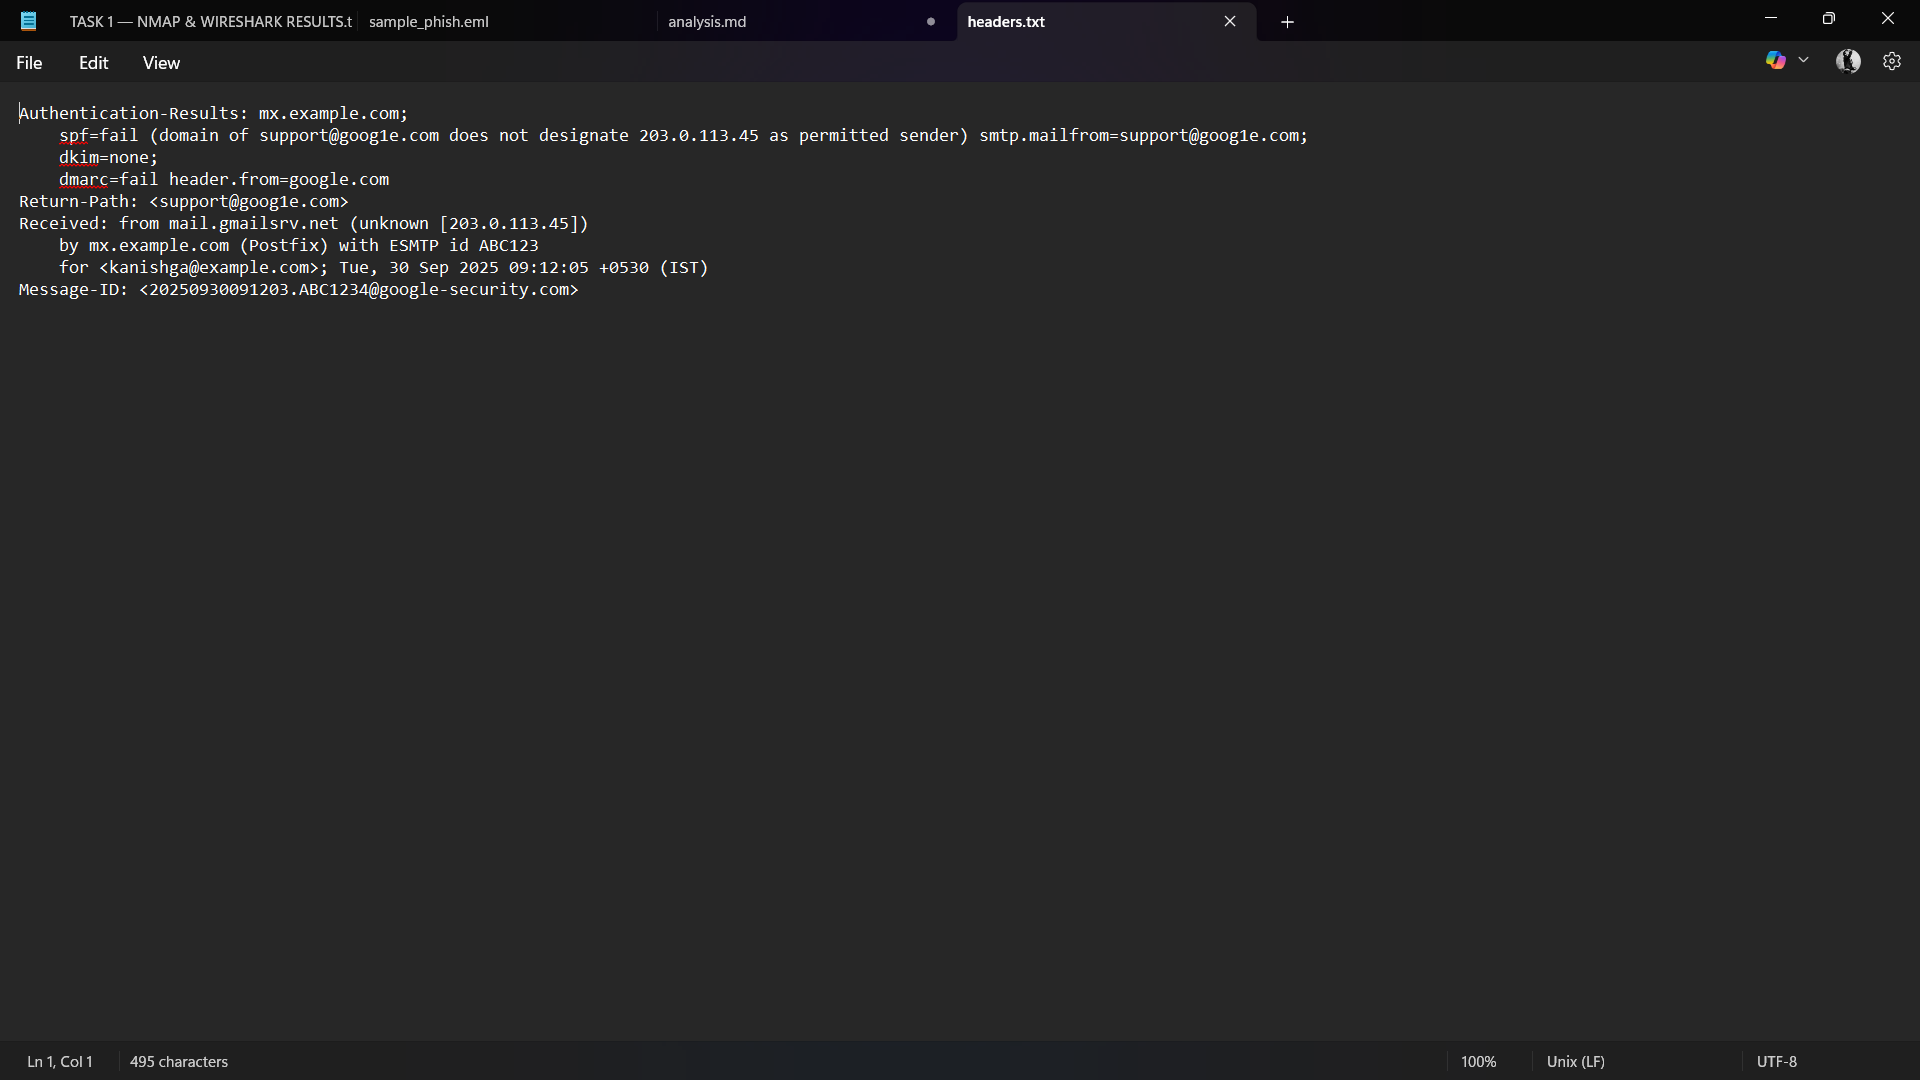 TASK 1 — NMAP & WIRESHARK RESULTS.t
sample_phish.eml
analysis.md
headers.txt
File
Edit
View
Authentication-Results: mx.example.com;
spf=fail (domain of support@goog1e.com does not designate 203.0.113.45 as permitted sender) smtp.mailfrom=support@goog1e.com;
dkim=none;
dmarc=fail header.from=google.com
Return-Path: <support@goog1e.com>
Received: from mail.gmailsrv.net (unknown [203.0.113.45])
by mx.example.com (Postfix) with ESMTP id ABC123
for <kanishga@example.com>; Tue, 30 Sep 2025 09:12:05 +0530 (IST)
Message-ID: <20250930091203.ABC1234@google-security.com>
Ln 1, Col 1
495 characters
100%
Unix (LF)
UTF-8